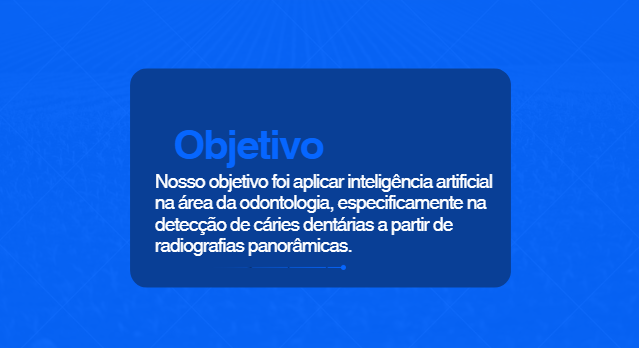 Objetivo
Nosso objetivo foi aplicar inteligência artificial
na área da odontologia, especificamente na
detecção de cáries dentárias a partir de
radiografias panorâmicas.